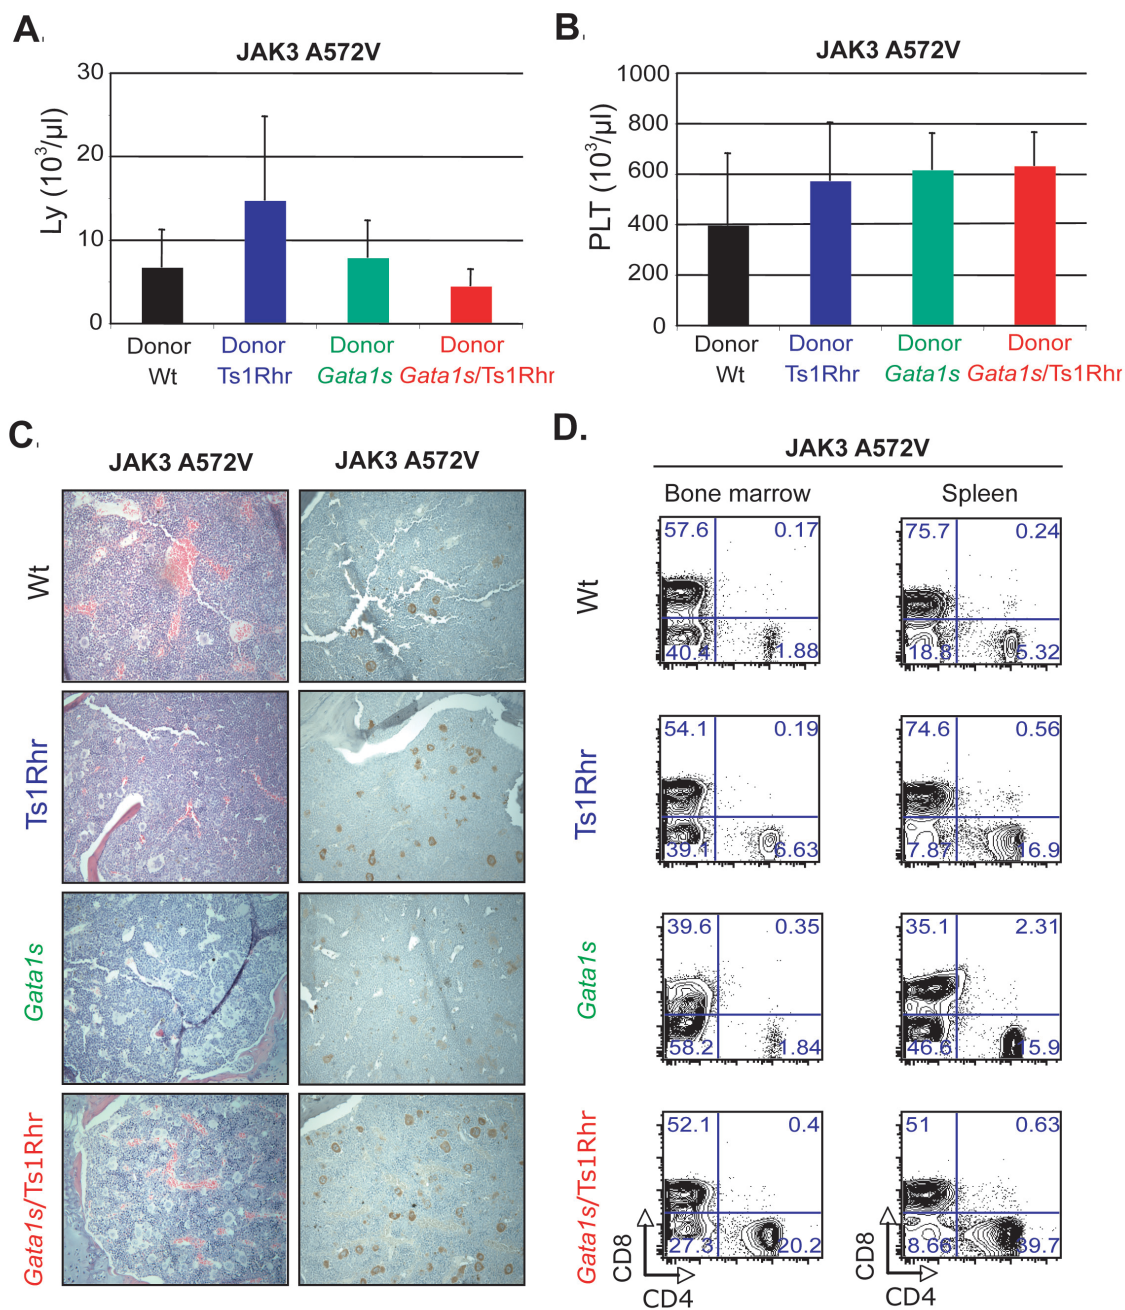 A.
JAK3 A572V
Ly (10³/µl)
30
20
10
0
Donor Wt
Donor Ts1Rhr
Donor Gata1s
Donor Gata1s/Ts1Rhr
B.
JAK3 A572V
PLT (10³/µl)
1000
800
600
400
200
0
Donor Wt
Donor Ts1Rhr
Donor Gata1s
Donor Gata1s/Ts1Rhr
C.
JAK3 A572V
JAK3 A572V
Wt
Ts1Rhr
Gata1s
Gata1s/Ts1Rhr
D.
JAK3 A572V
Bone marrow
Spleen
Wt
57.6 0.17
40.4 1.88
75.7 0.24
18.8 5.32
Ts1Rhr
54.1 0.19
39.1 6.63
74.6 0.56
7.87 16.9
Gata1s
39.6 0.35
58.2 1.84
35.1 2.31
46.6 15.9
Gata1s/Ts1Rhr
52.1 0.4
27.3 20.2
51 0.63
8.66 39.7
CD8
CD4
CD8
CD4